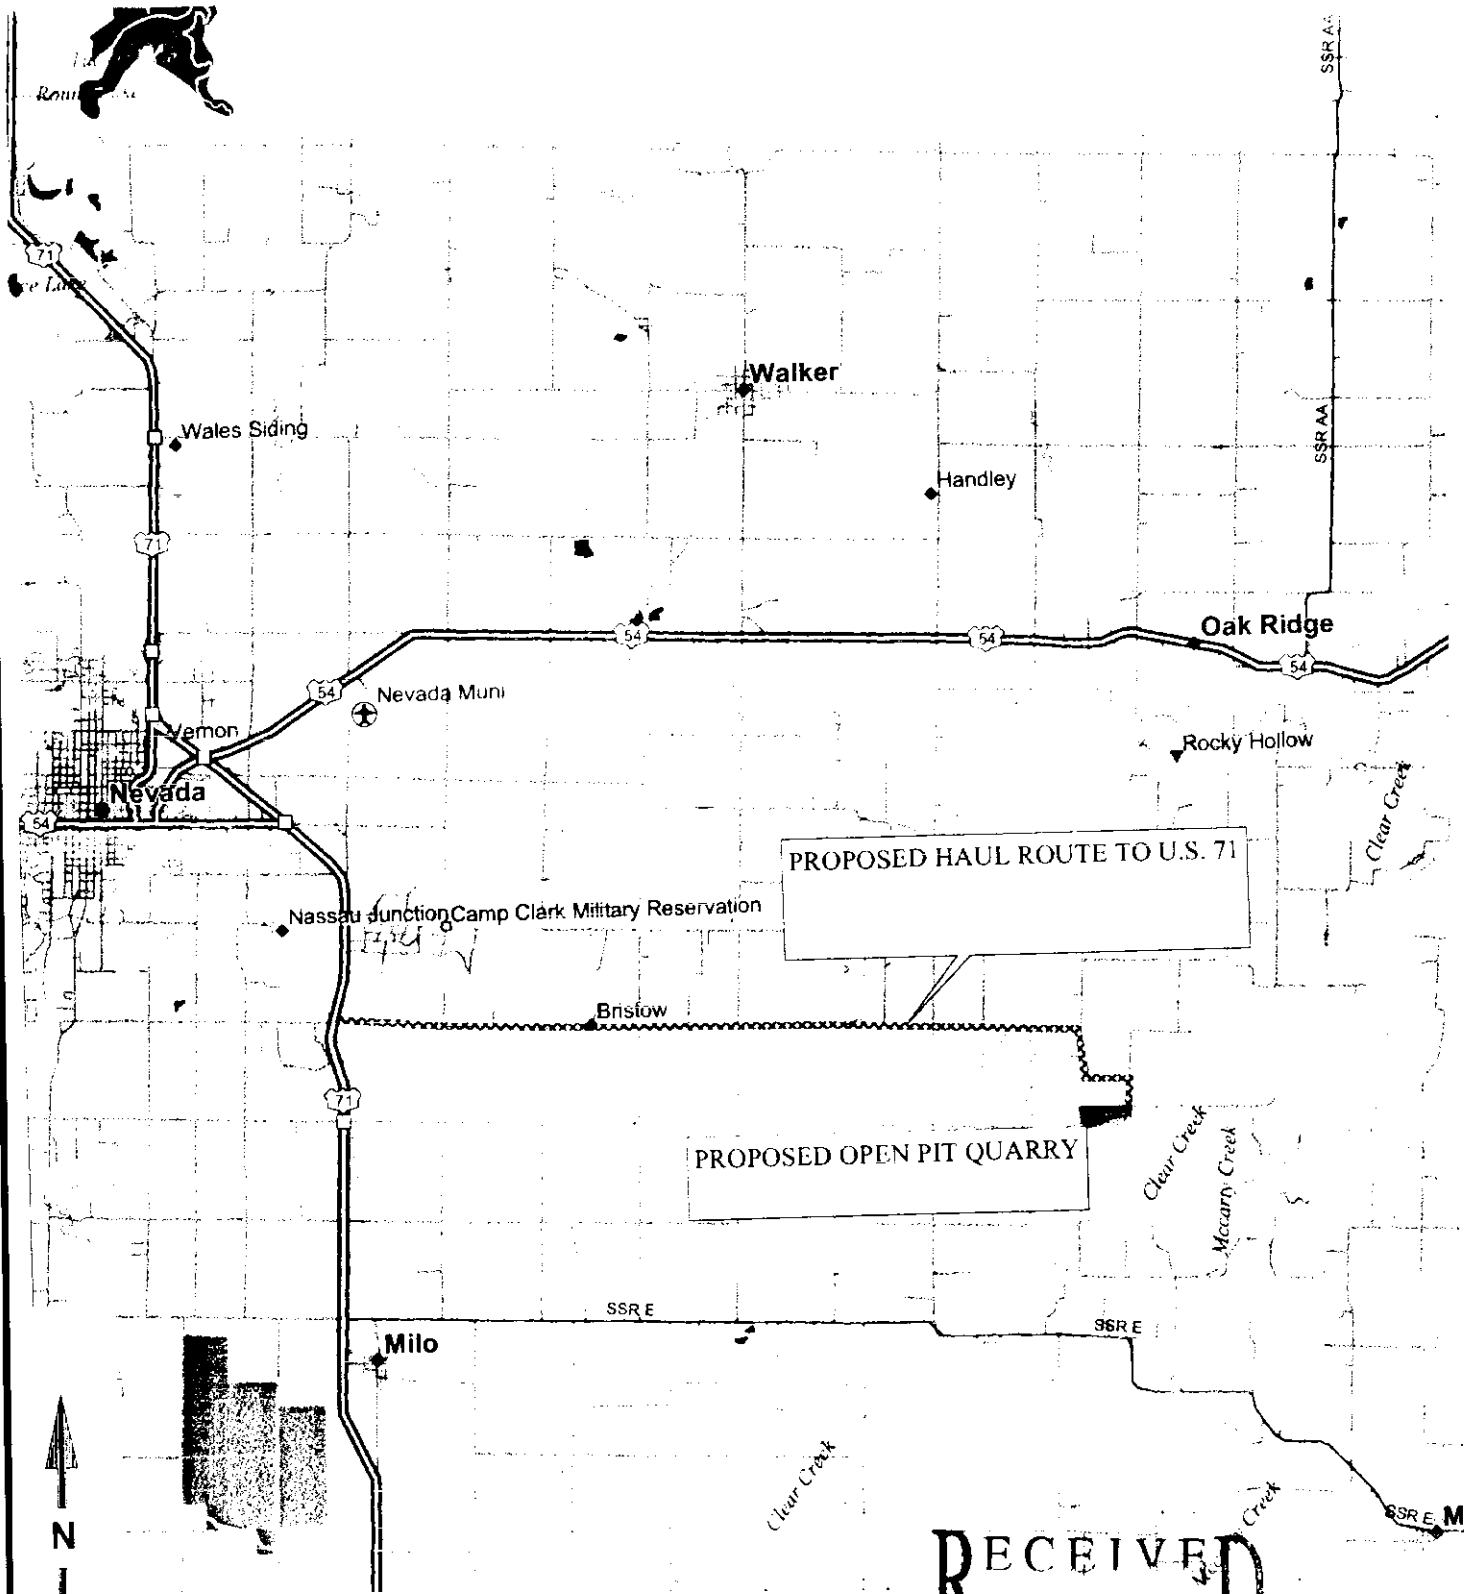 SSR AA
71
Walker
Wales Siding
SSR AA
Handley
71
54
54
Oak Ridge
54
54
Nevada Muni
Vernon
Rocky Hollow
Nevada
54
Clear Creek
PROPOSED HAUL ROUTE TO U.S. 71
Nassau Junction
Camp Clark Military Reservation
Bristow
71
PROPOSED OPEN PIT QUARRY
Clear Creek
Mccarty Creek
SSR E
SSR E
Milo
Clear Creek
Creek
SSR E
M
N
RECEIVED